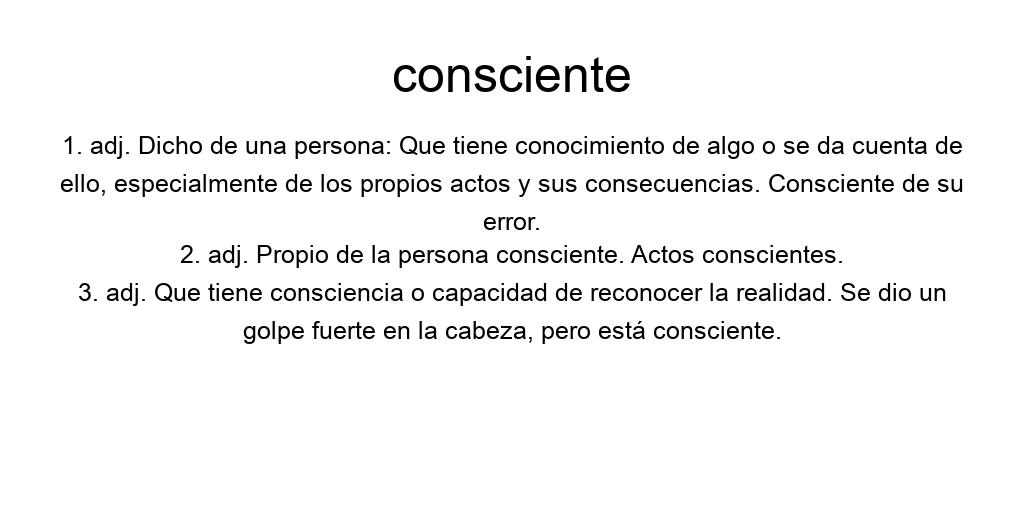 consciente
1. adj. Dicho de una persona: Que tiene conocimiento de algo o se da cuenta de
ello, especialmente de los propios actos y sus consecuencias. Consciente de su
error.
2. adj. Propio de la persona consciente. Actos conscientes.
3. adj. Que tiene consciencia o capacidad de reconocer la realidad. Se dio un
golpe fuerte en la cabeza, pero está consciente.